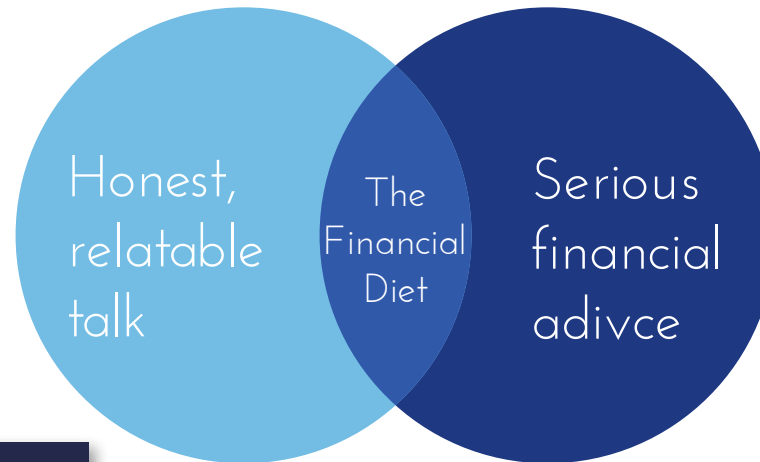 Honest,
relatable
talk
The
Financial
Diet
Serious
financial
adivce